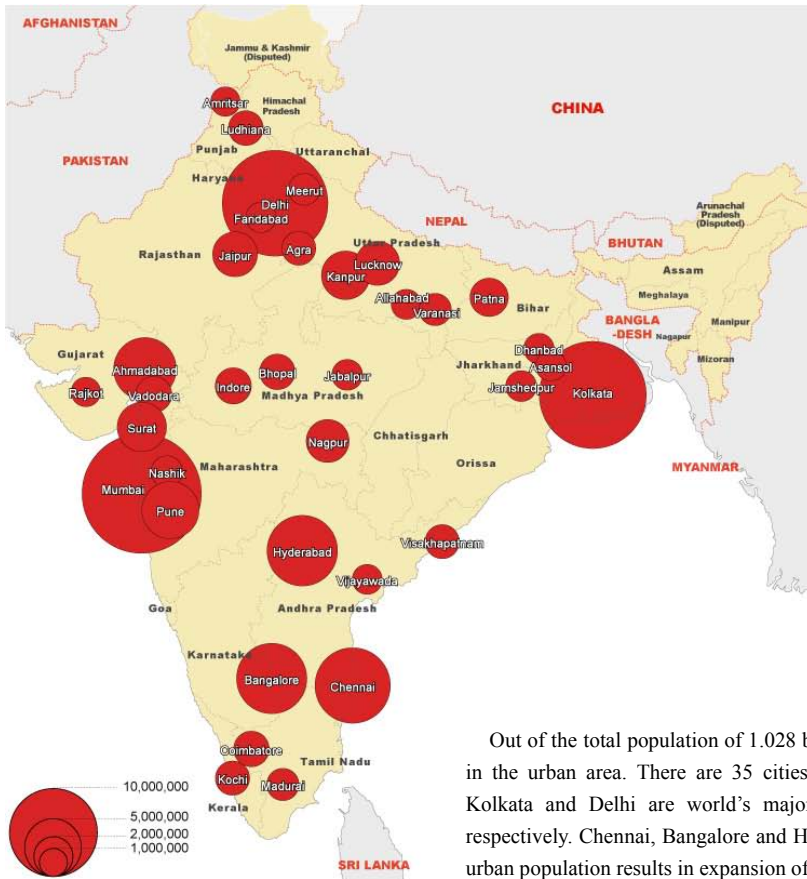 AFGHANISTAN
Jammu & Kashmir
(Disputed)
Amritsar
Himachal
Pradesh
CHINA
Ludhiana
Punjab
Uttaranchal
PAKISTAN
Haryana
Meerut
Delhi
Fandabad
Arunachal
Pradesh
(Disputed)
NEPAL
BHUTAN
Rajasthan
Jaipur
Agra
Uttar Pradesh
Lucknow
Kanpur
Assam
Allahabad
Varanasi
Patna
Bihar
Meghalaya
BANGLA
-DESH
Nagapur
Manipur
Mizoran
Gujarat
Ahmadabad
Dhanbad
Asansol
Jharkhand
Rajkot
Vadodara
Indore
Bhopal
Jabalpur
Jamshedpur
Kolkata
Madhya Pradesh
Surat
Nagpur
Chhatisgarh
Orissa
Nashik
Maharashtra
MYANMAR
Mumbai
Pune
Hyderabad
Visakhapatnam
Vijayawada
Goa
Andhra Pradesh
Karnataka
Bangalore
Chennai
Coimbatore
Tamil Nadu
Kochi
Madurai
Kerala
SRI LANKA
10,000,000
5,000,000
2,000,000
1,000,000
Out of the total population of 1.028 b
in the urban area. There are 35 cities
Kolkata and Delhi are world's major
respectively. Chennai, Bangalore and H
urban population results in expansion of